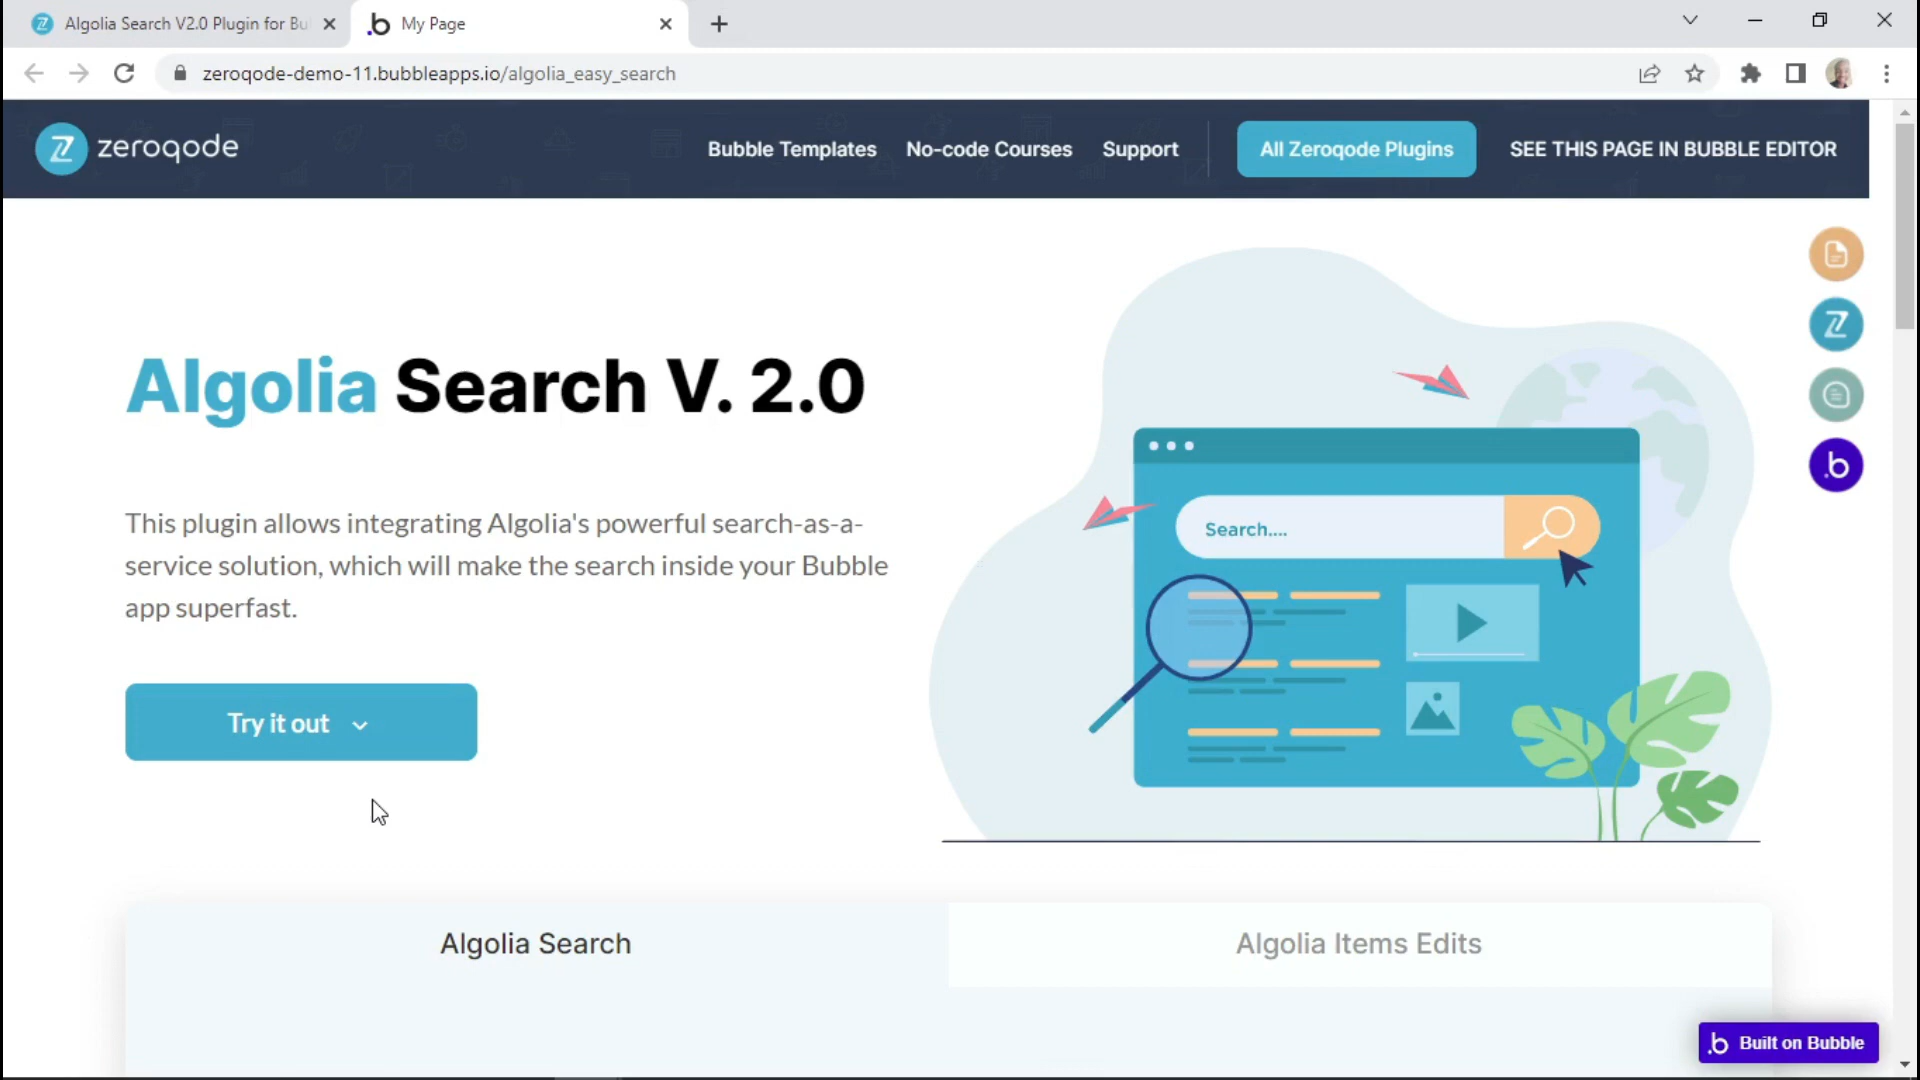 Algolia Search V2.0 Plugin for Bu
My Page
zeroqode-demo-11.bubbleapps.io/algolia_easy_search
zeroqode
Bubble Templates
No-code Courses
Support
All Zeroqode Plugins
SEE THIS PAGE IN BUBBLE EDITOR
Algolia Search V. 2.0
This plugin allows integrating Algolia's powerful search-as-a-
service solution, which will make the search inside your Bubble
app superfast.
Try it out
Search....
Algolia Search
Algolia Items Edits
Built on Bubble